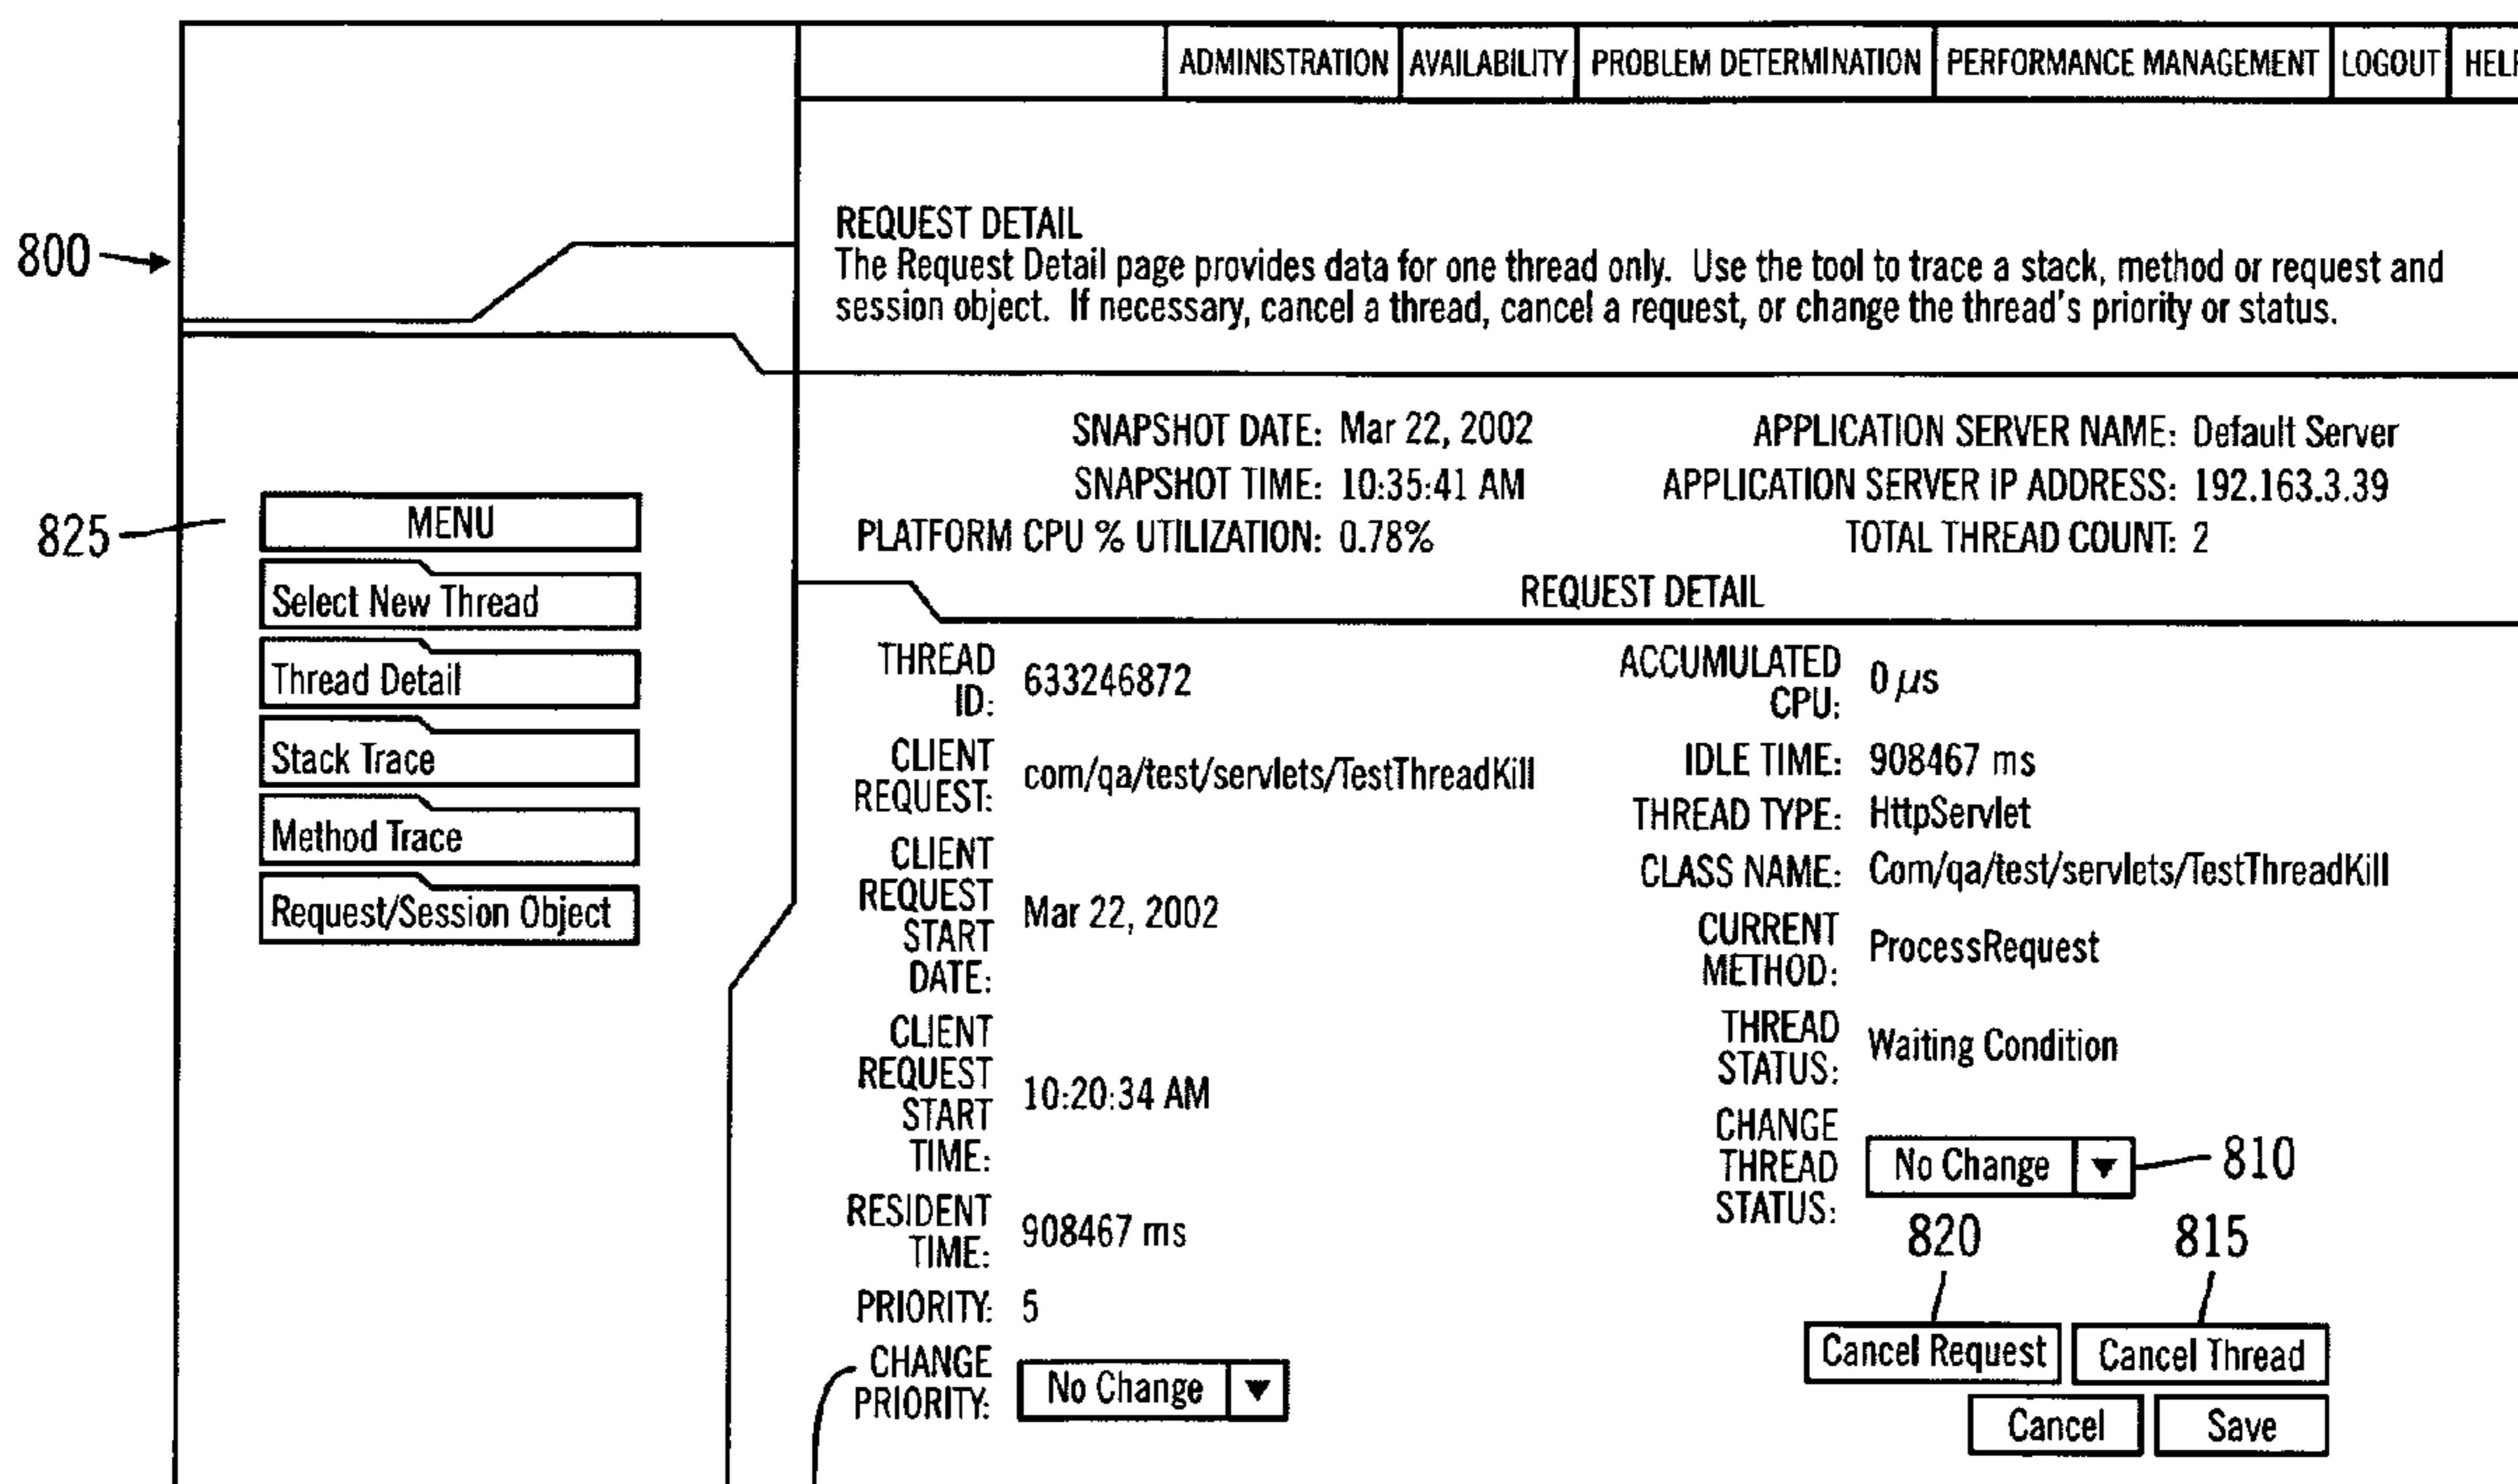 ADMINISTRATION AVAILABILITY PROBLEM DETERMINATION PERFORMANCE MANAGEMENT LOGOUT HELP
800
REQUEST DETAIL
The Request Detail page provides data for one thread only. Use the tool to trace a stack, method or request and
session object. If necessary, cancel a thread, cancel a request, or change the thread's priority or status.
SNAPSHOT DATE: Mar 22, 2002 APPLICATION SERVER NAME: Default Server
SNAPSHOT TIME: 10:35:41 AM APPLICATION SERVER IP ADDRESS: 192.163.3.39
PLATFORM CPU % UTILIZATION: 0.78% TOTAL THREAD COUNT: 2
825
MENU
Select New Thread
Thread Detail
Stack Trace
Method Trace
Request/Session Object
REQUEST DETAIL
THREAD
ID: 633246872
CLIENT
REQUEST: com/qa/test/servlets/TestThreadKill
CLIENT
REQUEST
START
DATE: Mar 22, 2002
CLIENT
REQUEST
START
TIME: 10:20:34 AM
RESIDENT
TIME: 908467 ms
PRIORITY: 5
CHANGE
PRIORITY: No Change
ACCUMULATED
CPU: 0 µs
IDLE TIME: 908467 ms
THREAD TYPE: HttpServlet
CLASS NAME: Com/qa/test/servlets/TestThreadKill
CURRENT
METHOD: ProcessRequest
THREAD
STATUS: Waiting Condition
CHANGE
THREAD
STATUS: No Change 810
820 815
Cancel Request Cancel Thread
Cancel Save